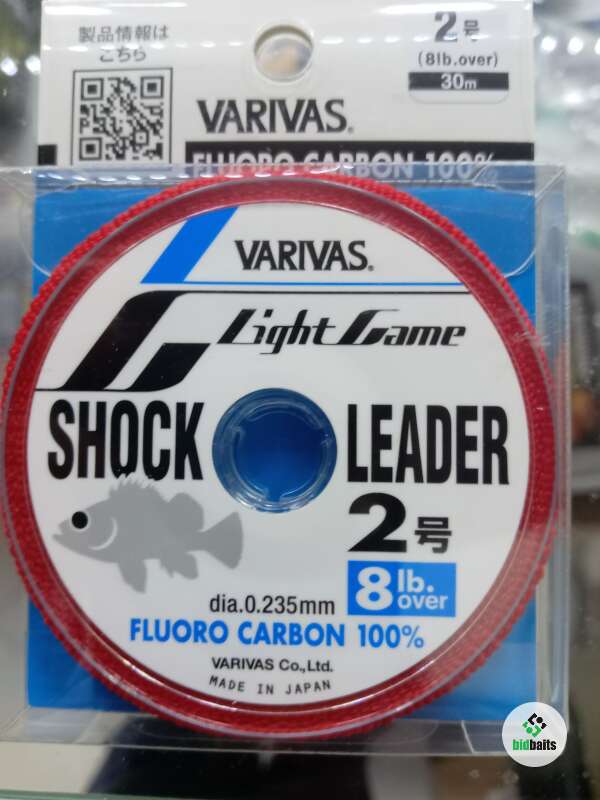 製品情報は
こちら
2号
(8lb.over)
30m
VARIVAS®
FLUORO CARBON 100%
VARIVAS®
Light Game
SHOCK LEADER
2号
8 lb. over
dia.0.235mm
FLUORO CARBON 100%
VARIVAS Co.,Ltd.
MADE IN JAPAN
bidbaits